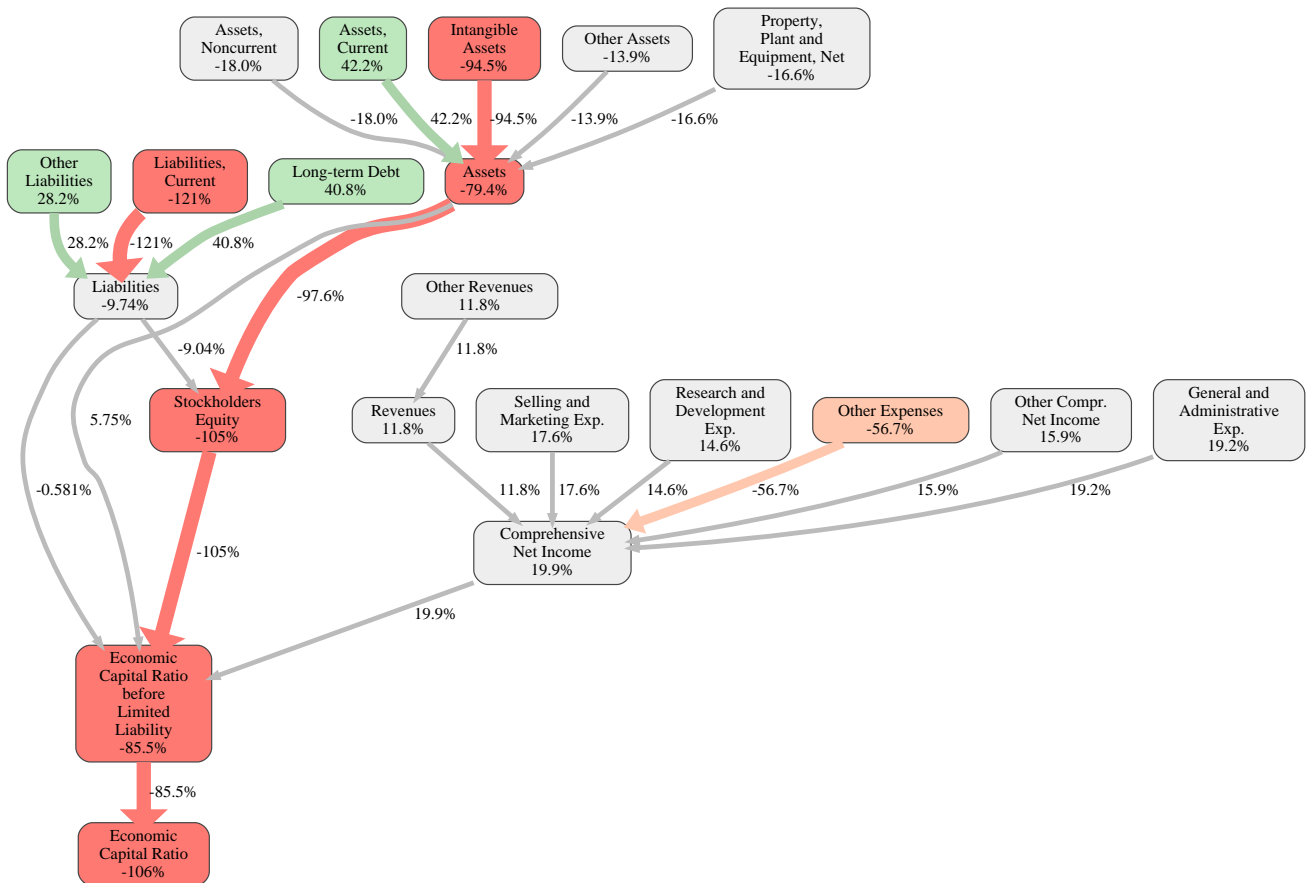 Assets,
Noncurrent
-18.0%
Assets,
Current
42.2%
Intangible
Assets
-94.5%
Other Assets
-13.9%
Property,
Plant and
Equipment, Net
-16.6%
-18.0%
42.2%
-94.5%
-13.9%
-16.6%
Other
Liabilities
28.2%
Liabilities,
Current
-121%
Long-term Debt
40.8%
Assets
-79.4%
28.2%
-121%
40.8%
Liabilities
-9.74%
-97.6%
Other Revenues
11.8%
-9.04%
11.8%
Stockholders
Equity
-105%
Revenues
11.8%
Selling and
Marketing Exp.
17.6%
Research and
Development
Exp.
14.6%
Other Expenses
-56.7%
Other Compr.
Net Income
15.9%
General and
Administrative
Exp.
19.2%
5.75%
-0.581%
11.8%
17.6%
14.6%
-56.7%
15.9%
19.2%
-105%
Comprehensive
Net Income
19.9%
19.9%
Economic
Capital Ratio
before
Limited
Liability
-85.5%
-85.5%
Economic
Capital Ratio
-106%